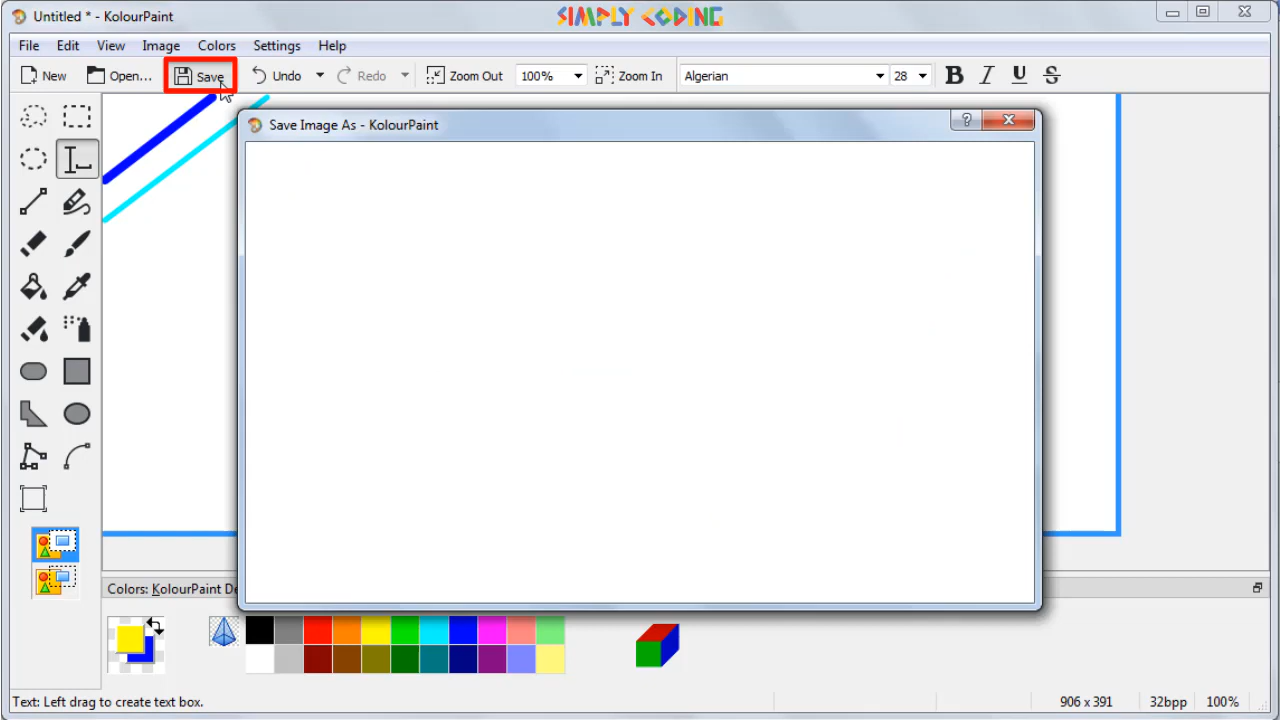 Untitled * - KolourPaint
SIMPLY CODING
File Edit View Image Colors Settings Help
New Open... Save Undo Redo Zoom Out 100% Zoom In Algerian 28 B I U S
Save Image As - KolourPaint
?
Colors: KolourPaint De
Text: Left drag to create text box. 906 x 391 32bpp 100%